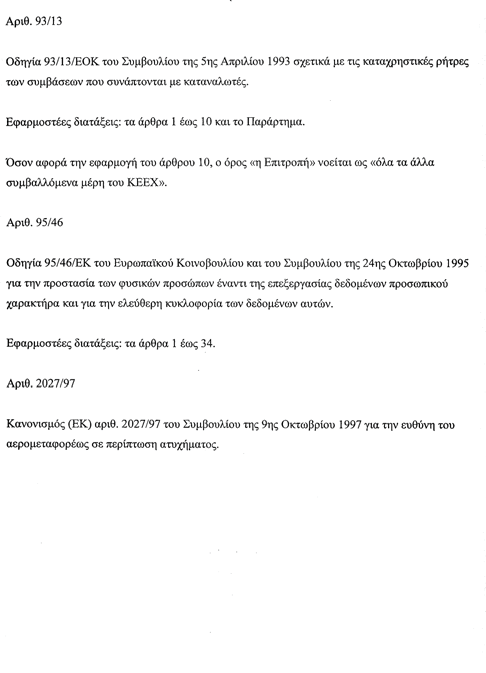 Αριθ. 93/13
Οδηγία 93/13/ΕΟΚ του Συμβουλίου της 5ης Απριλίου 1993 σχετικά με τις καταχρηστικές ρήτρες
των συμβάσεων που συνάπτονται με καταναλωτές.
Εφαρμοστέες διατάξεις: τα άρθρα 1 έως 10 και το Παράρτημα.
Όσον αφορά την εφαρμογή του άρθρου 10, ο όρος «η Επιτροπή» νοείται ως «όλα τα άλλα
συμβαλλόμενα μέρη του ΚΕΕΧ».
Αριθ. 95/46
Οδηγία 95/46/ΕΚ του Ευρωπαϊκού Κοινοβουλίου και του Συμβουλίου της 24ης Οκτωβρίου 1995
για την προστασία των φυσικών προσώπων έναντι της επεξεργασίας δεδομένων προσωπικού
χαρακτήρα και για την ελεύθερη κυκλοφορία των δεδομένων αυτών.
Εφαρμοστέες διατάξεις: τα άρθρα 1 έως 34.
Αριθ. 2027/97
Κανονισμός (ΕΚ) αριθ. 2027/97 του Συμβουλίου της 9ης Οκτωβρίου 1997 για την ευθύνη του
αερομεταφορέως σε περίπτωση ατυχήματος.